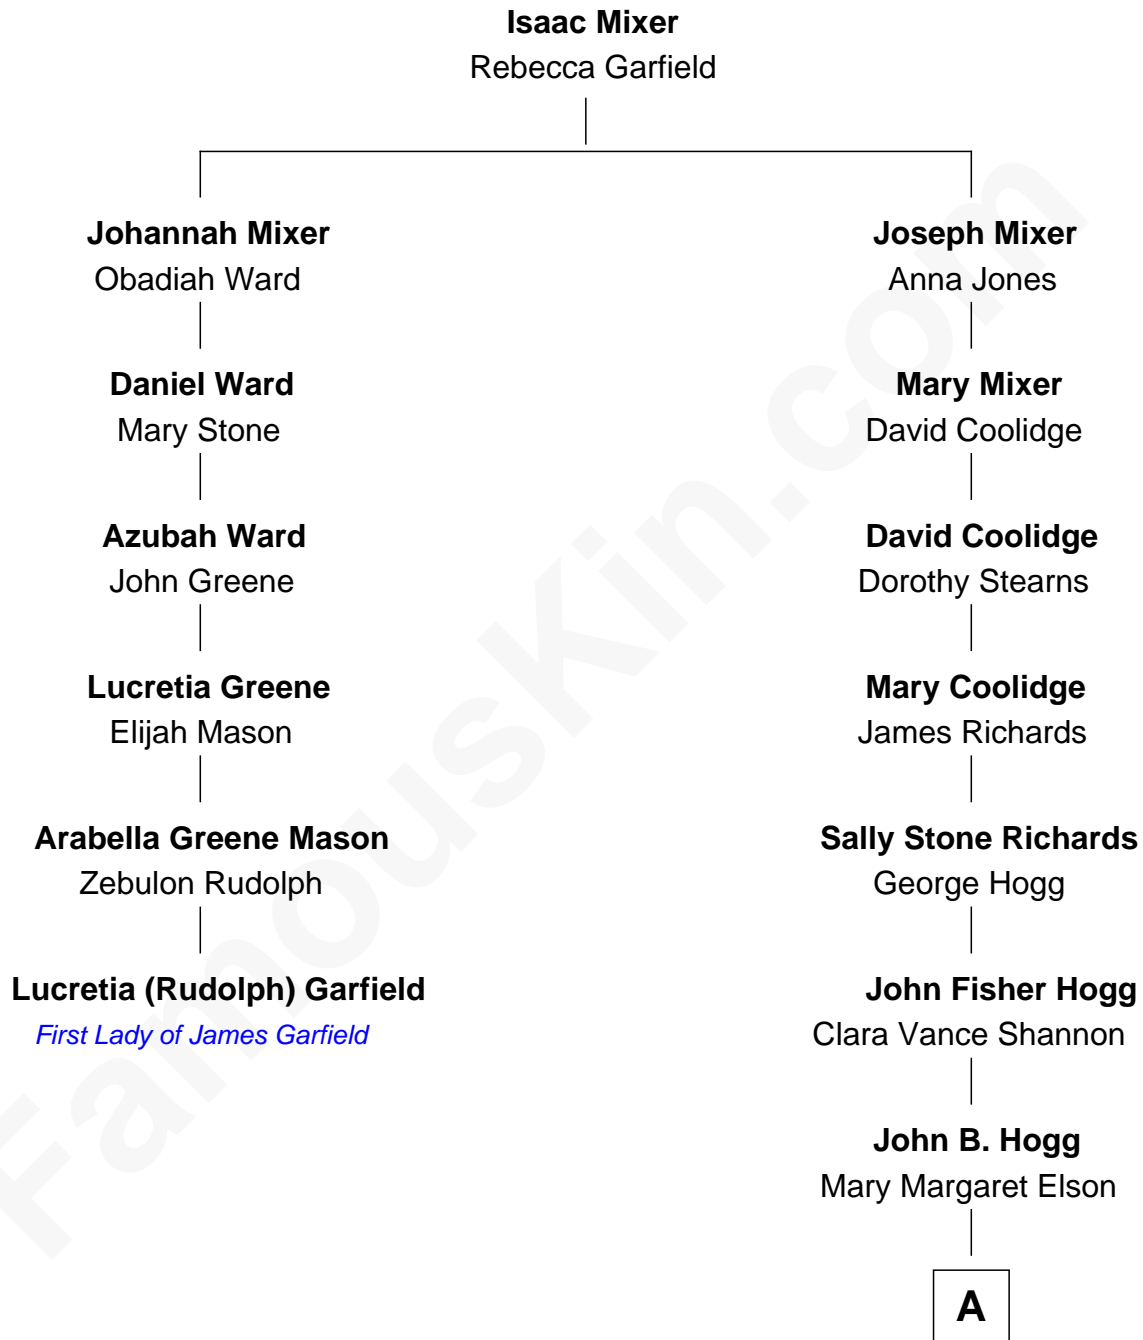 Isaac Mixer
Rebecca Garfield
Johannah Mixer
Obadiah Ward
Daniel Ward
Mary Stone
Azubah Ward
John Greene
Lucretia Greene
Elijah Mason
Arabella Greene Mason
Zebulon Rudolph
Lucretia (Rudolph) Garfield
First Lady of James Garfield
Joseph Mixer
Anna Jones
Mary Mixer
David Coolidge
David Coolidge
Dorothy Stearns
Mary Coolidge
James Richards
Sally Stone Richards
George Hogg
John Fisher Hogg
Clara Vance Shannon
John B. Hogg
Mary Margaret Elson
A
FamousKin.com